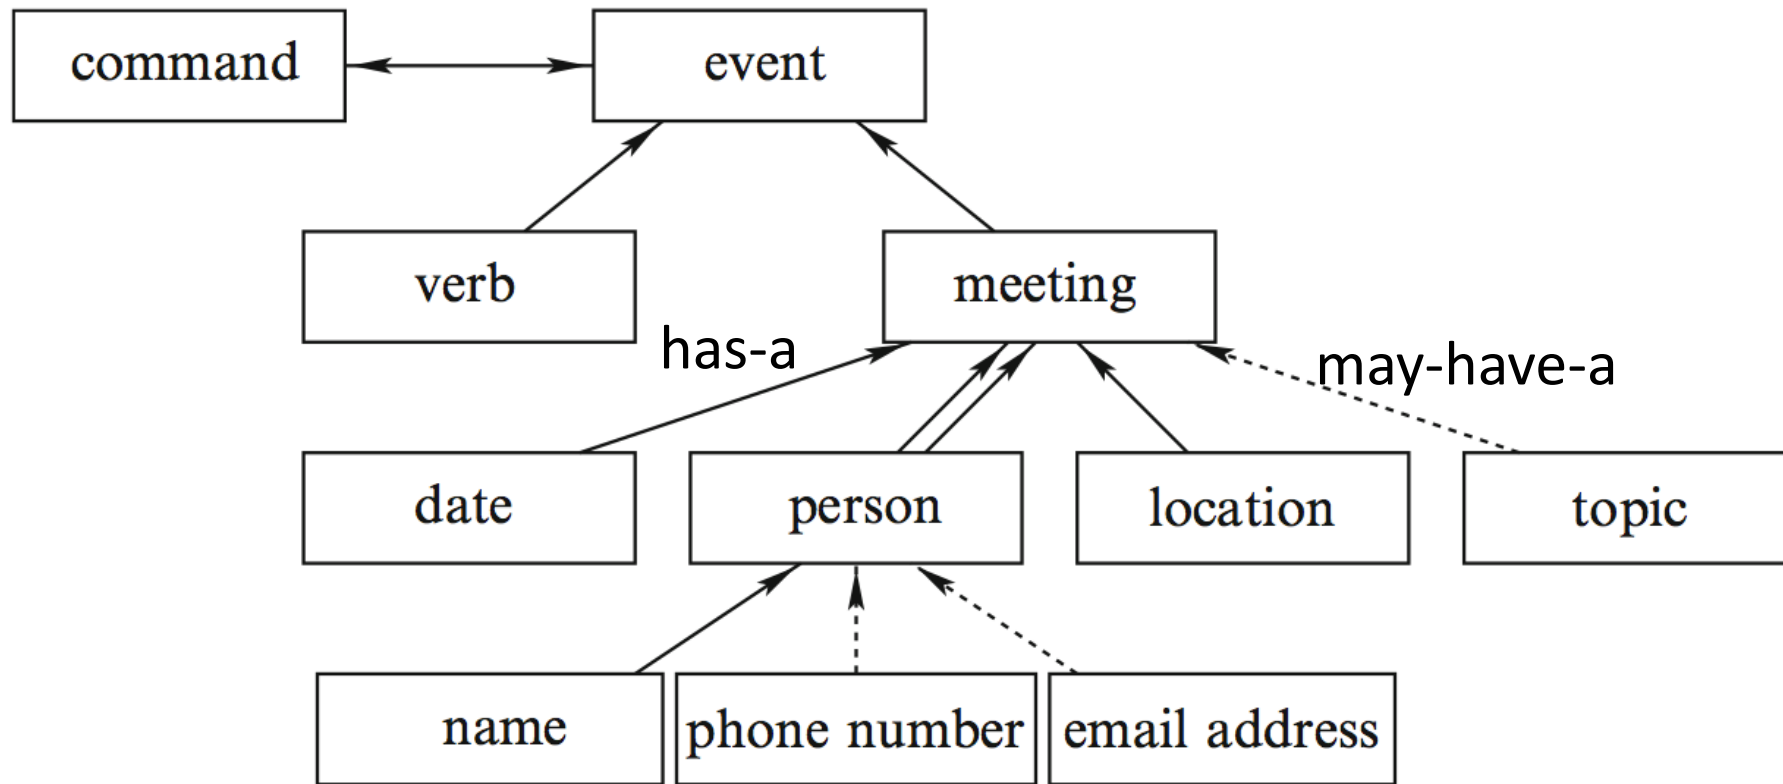 command
event
verb
meeting
has-a
may-have-a
date
person
location
topic
name
phone number
email address